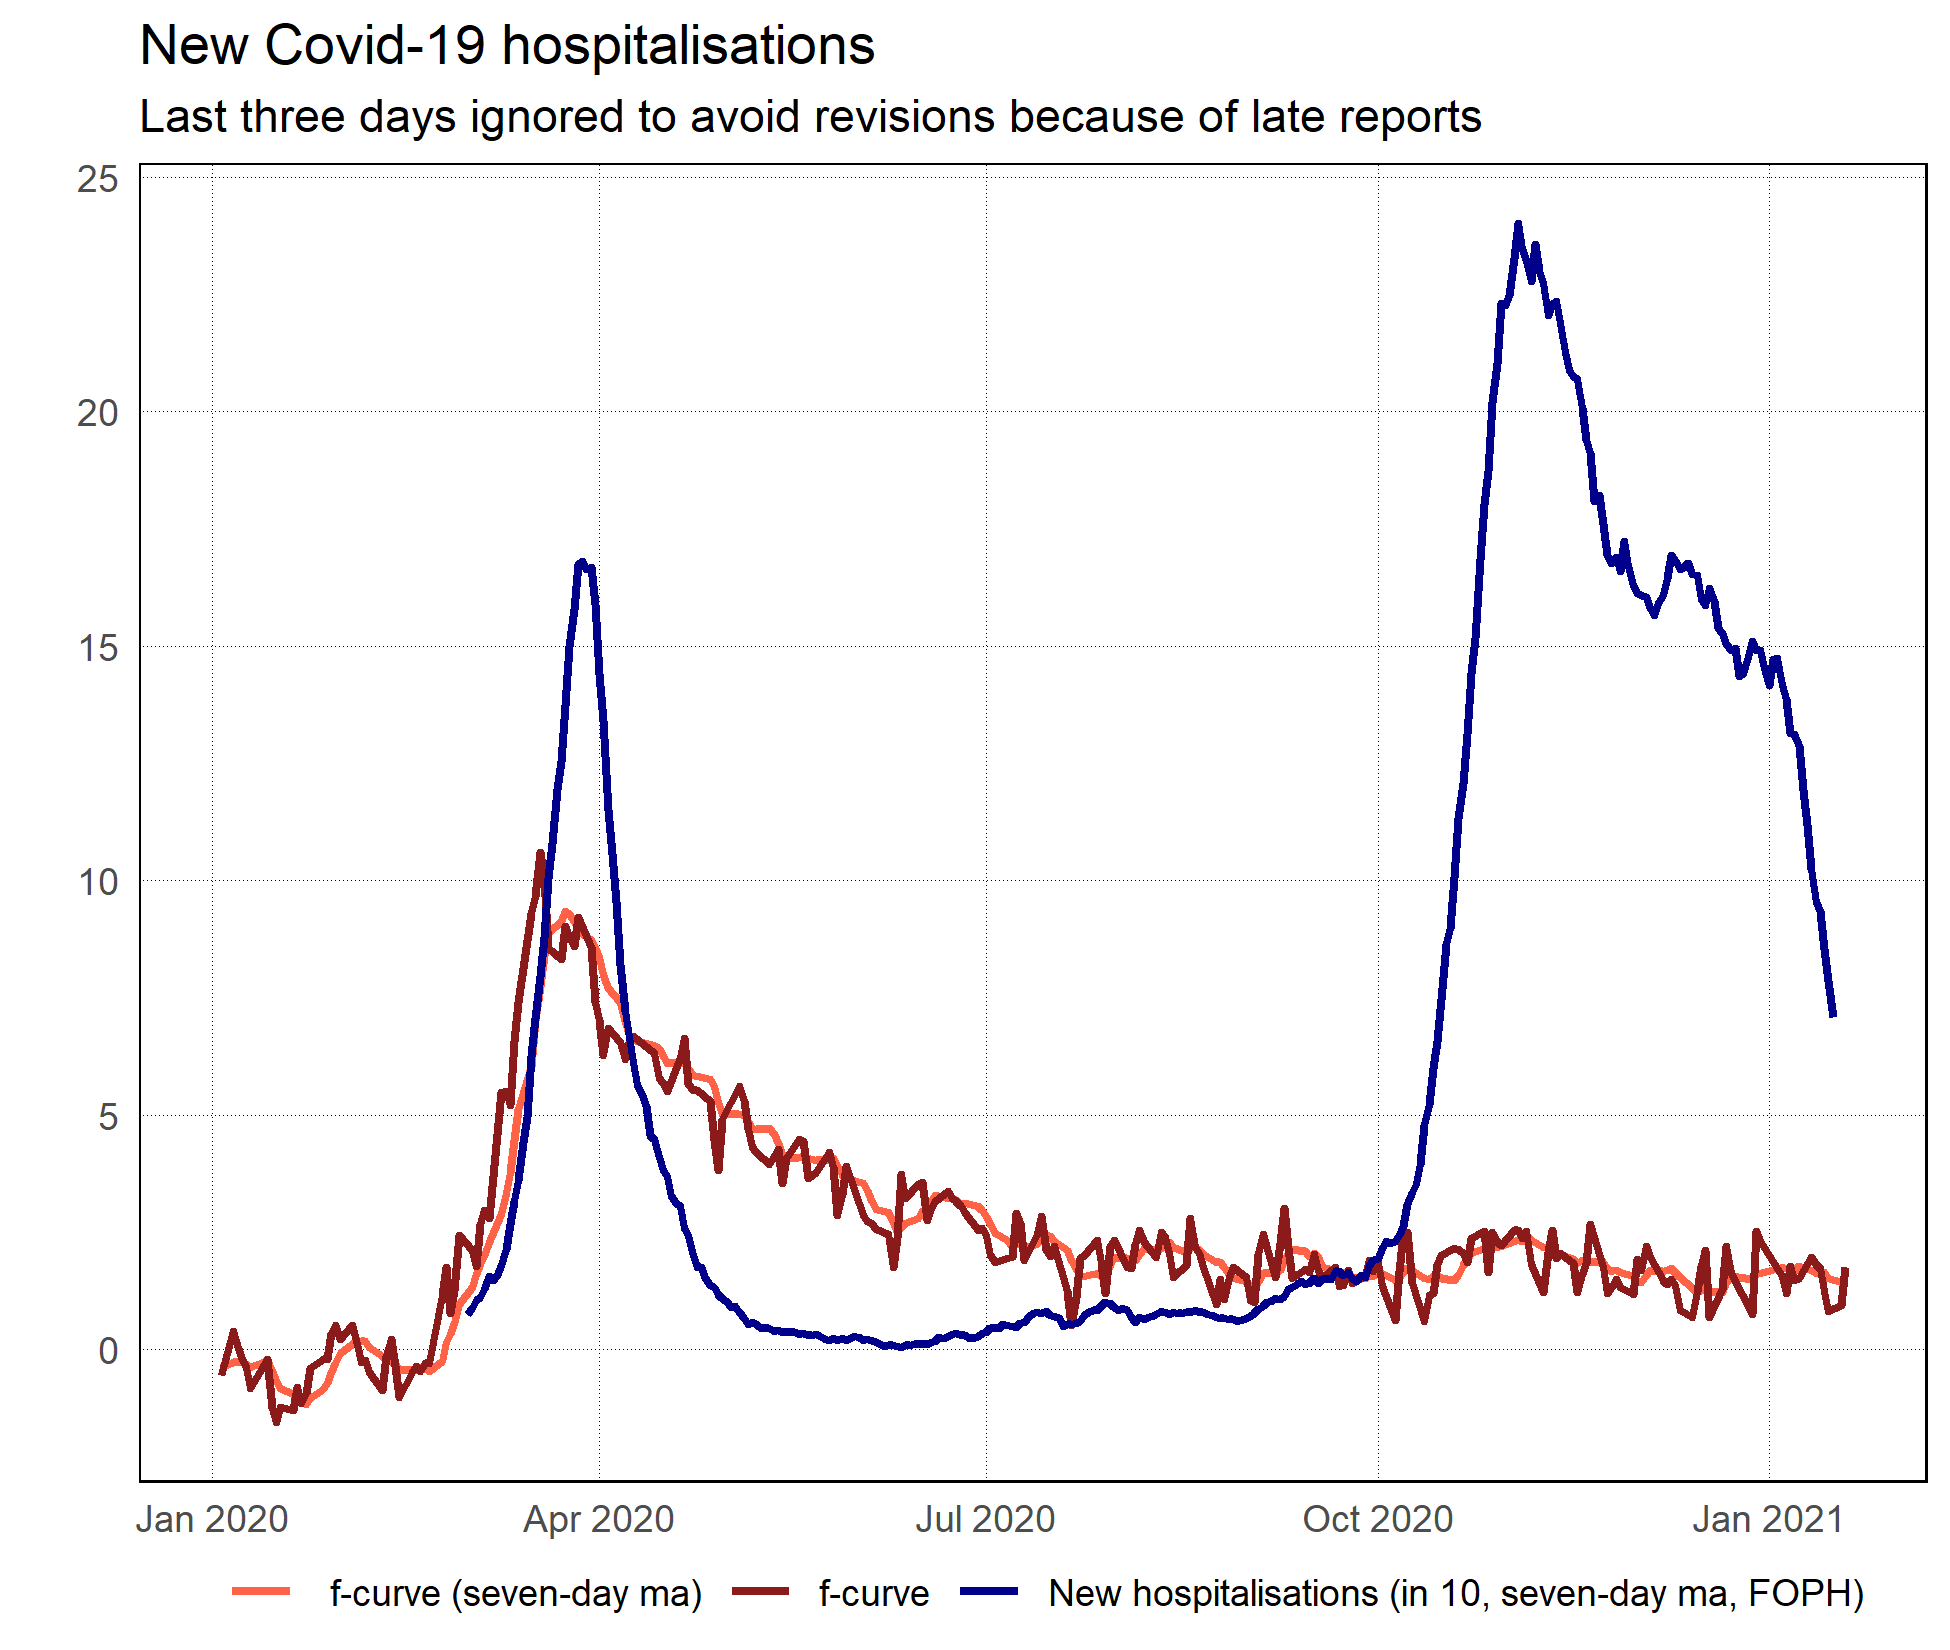 New Covid-19 hospitalisations
Last three days ignored to avoid revisions because of late reports
25
20
15
10
5
0
Jan 2020 Apr 2020 Jul 2020 Oct 2020 Jan 2021
f-curve (seven-day ma) f-curve New hospitalisations (in 10, seven-day ma, FOPH)